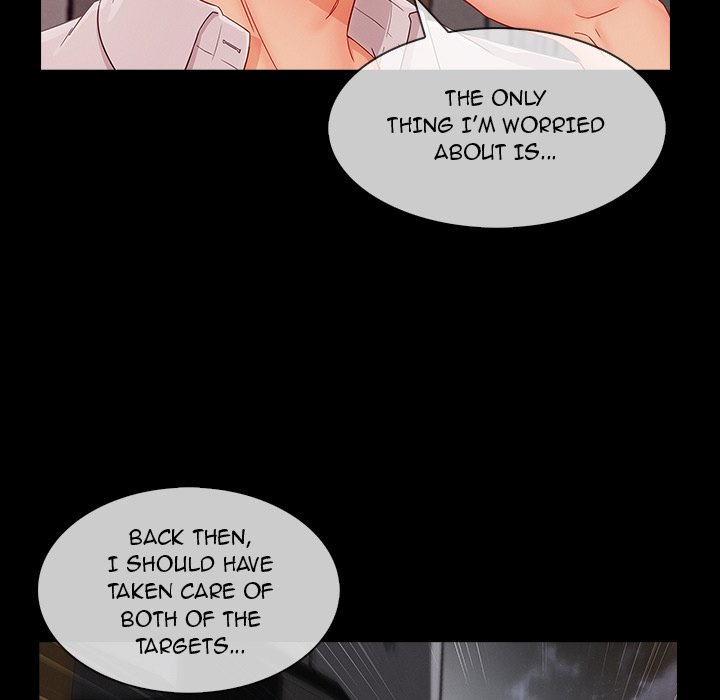 THE ONLY
THING I'M WORRIED
ABOUT IS...
BACK THEN,
I SHOULD HAVE
TAKEN CARE OF
BOTH OF THE
TARGETS...